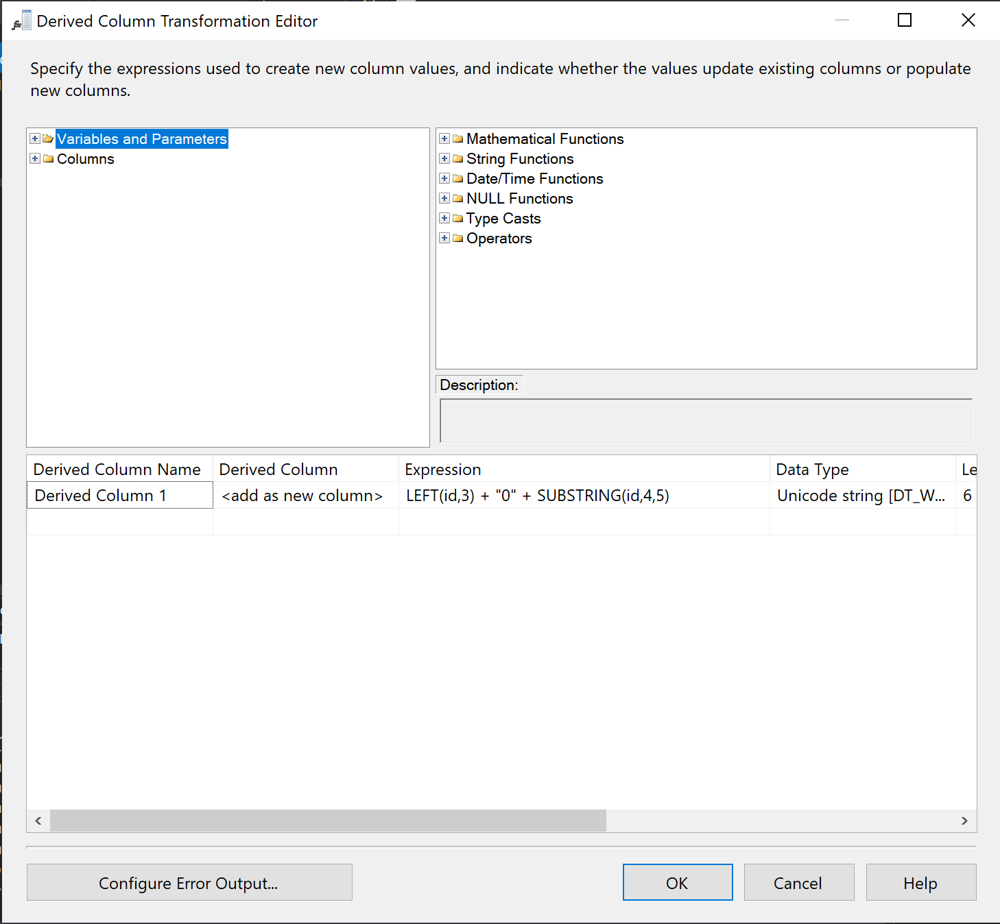 Derived Column Transformation Editor
Specify the expressions used to create new column values, and indicate whether the values update existing columns or populate
new columns.
Variables and Parameters
Columns
Mathematical Functions
String Functions
Date/Time Functions
NULL Functions
Type Casts
Operators
Description:
Derived Column Name Derived Column Expression Data Type Le
Derived Column 1 <add as new column> LEFT(id,3) + "0" + SUBSTRING(id,4,5) Unicode string [DT_W... 6
Configure Error Output... OK Cancel Help